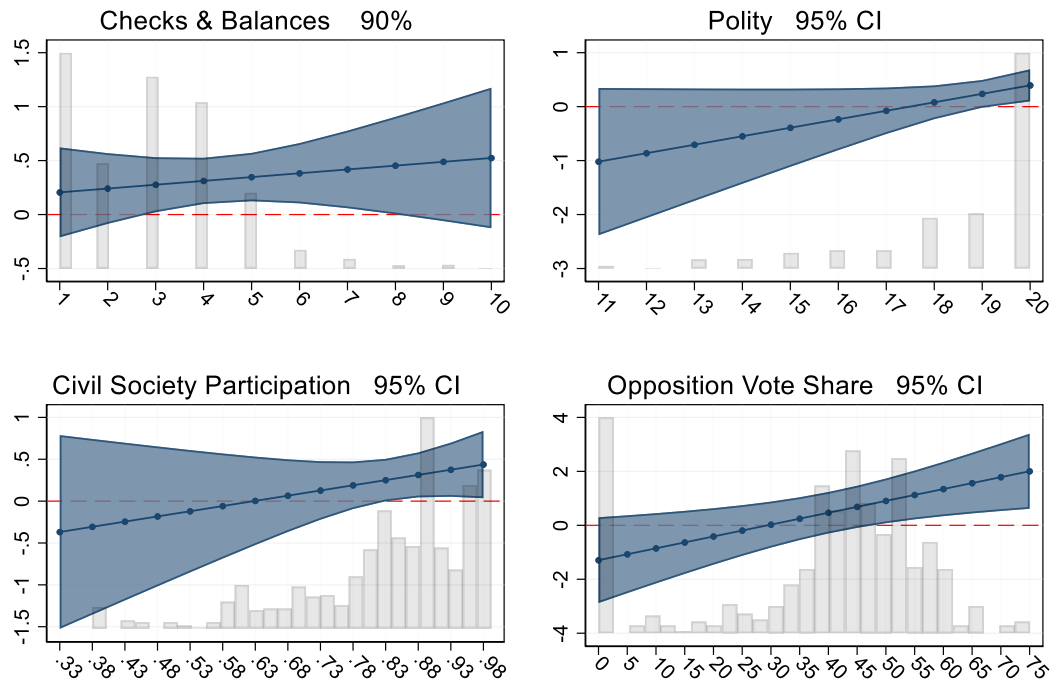 Checks & Balances 90%
1.5
1
.5
0
-.5
1 2 3 4 5 6 7 8 9 10
Polity 95% CI
1
0
-1
-2
-3
11 12 13 14 15 16 17 18 19 20
Civil Society Participation 95% CI
1
.5
0
-.5
-1
-1.5
.33 .38 .43 .48 .53 .58 .63 .68 .73 .78 .83 .88 .93 .98
Opposition Vote Share 95% CI
4
2
0
-2
-4
0 5 10 15 20 25 30 35 40 45 50 55 60 65 70 75